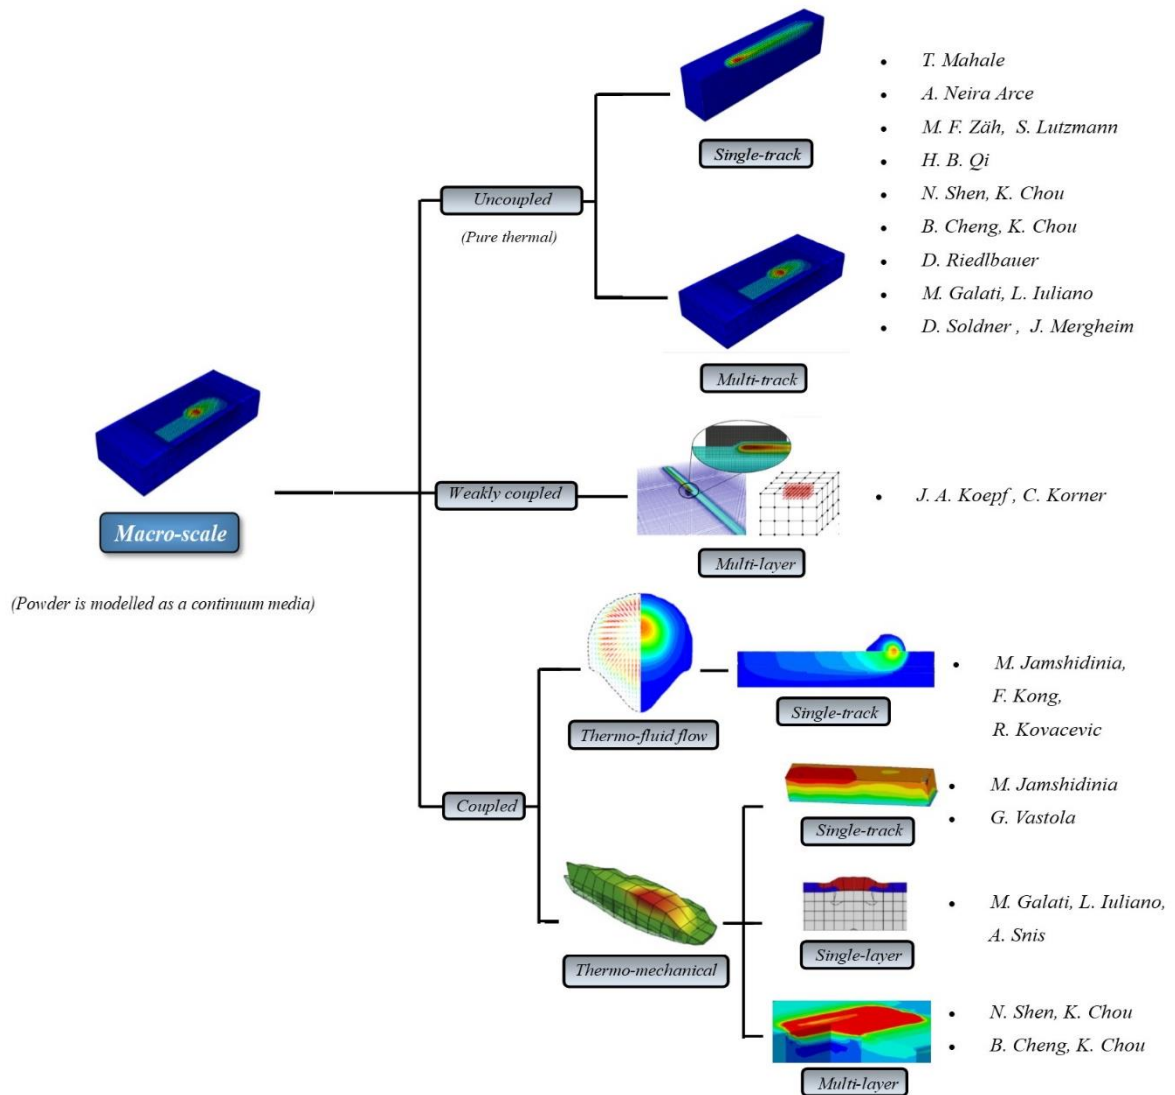 T. Mahale
A. Neira Arce
M. F. Zäh, S. Lutzmann
Single-track
H. B. Qi
N. Shen, K. Chou
Uncoupled
B. Cheng, K. Chou
(Pure thermal)
D. Riedlbauer
M. Galati, L. Iuliano
D. Soldner , J. Mergheim
Multi-track
Weakly coupled
J. A. Koepf , C. Korner
Macro-scale
Multi-layer
(Powder is modelled as a continuum media)
M. Jamshidinia,
F. Kong,
R. Kovacevic
Single-track
Thermo-fluid flow
M. Jamshidinia
G. Vastola
Coupled
Single-track
M. Galati, L. Iuliano,
A. Snis
Single-layer
Thermo-mechanical
N. Shen, K. Chou
B. Cheng, K. Chou
Multi-layer